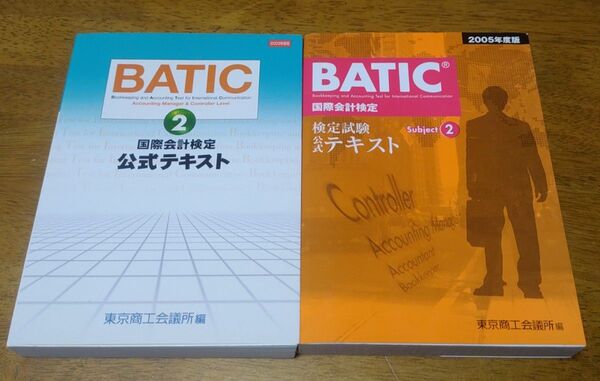 BATIC
Bookkeeping and Accounting Test for International Communication
Accounting Manager & Controller Level
2
国際会計検定
公式テキスト
東京商工会議所 編
2005年度版
BATIC®
Bookkeeping and Accounting Test for International Communication
国際会計検定
検定試験
公式テキスト
Subject 2
Controller
Accounting Manager
Accountant
Bookkeeper
東京商工会議所 編